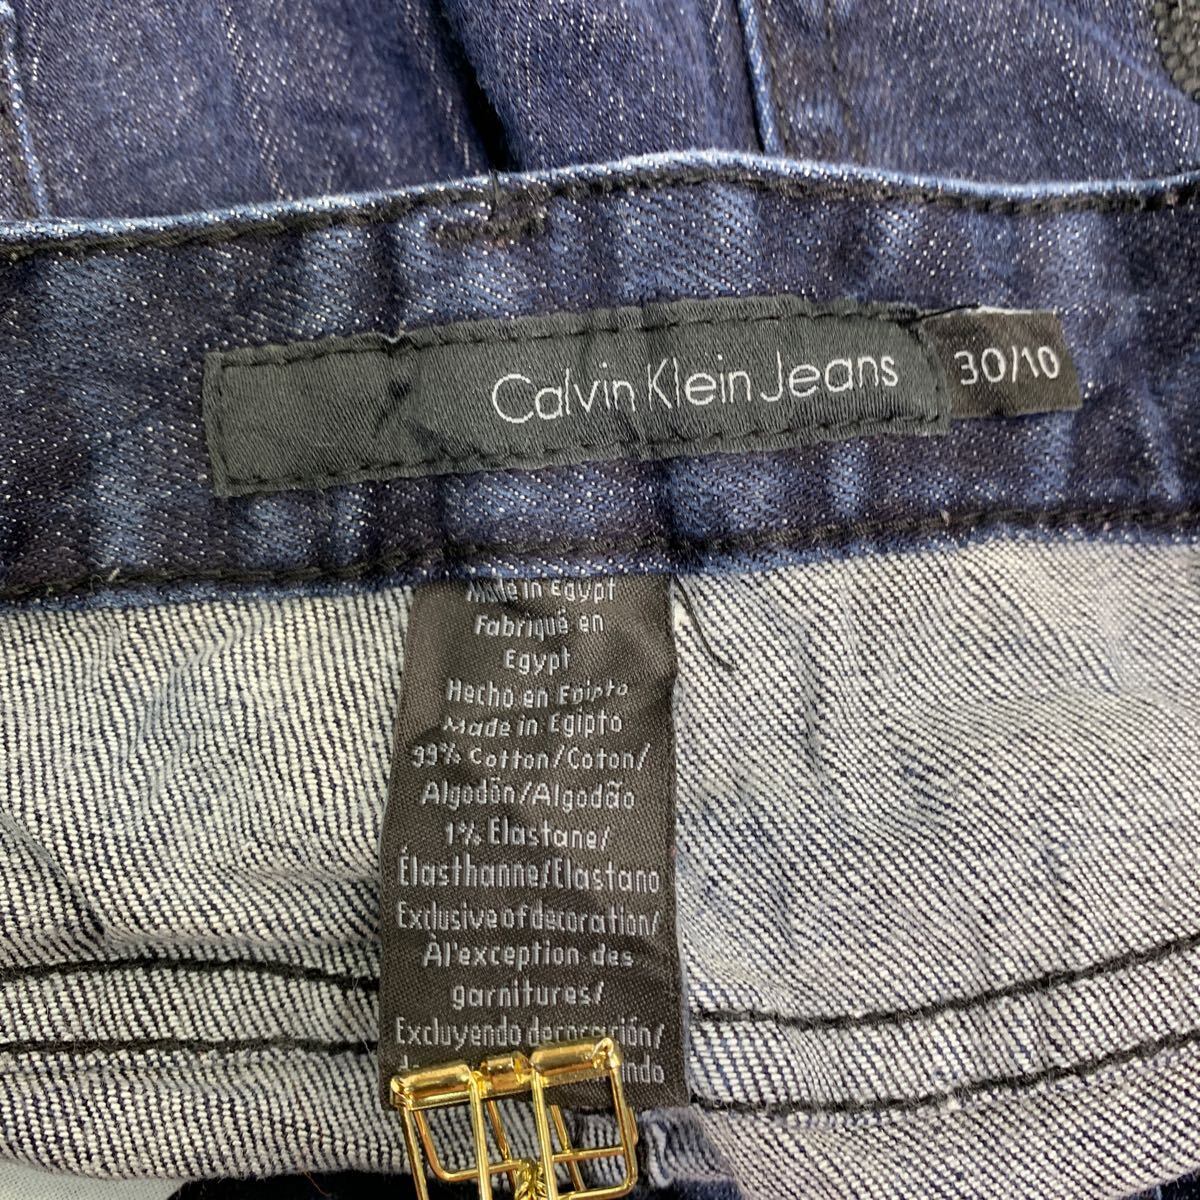 Calvin Klein Jeans
30/10
Made in Egypt
Fabriqué en
Egypt
Hecho en Egipto
Made in Egipto
99% Cotton/Coton/
Algodón/Algodão
1% Elastane/
Élasthanne/Elastano
Exclusive of decoration/
Al'exception des
garnitures/
Excluyendo decoración/